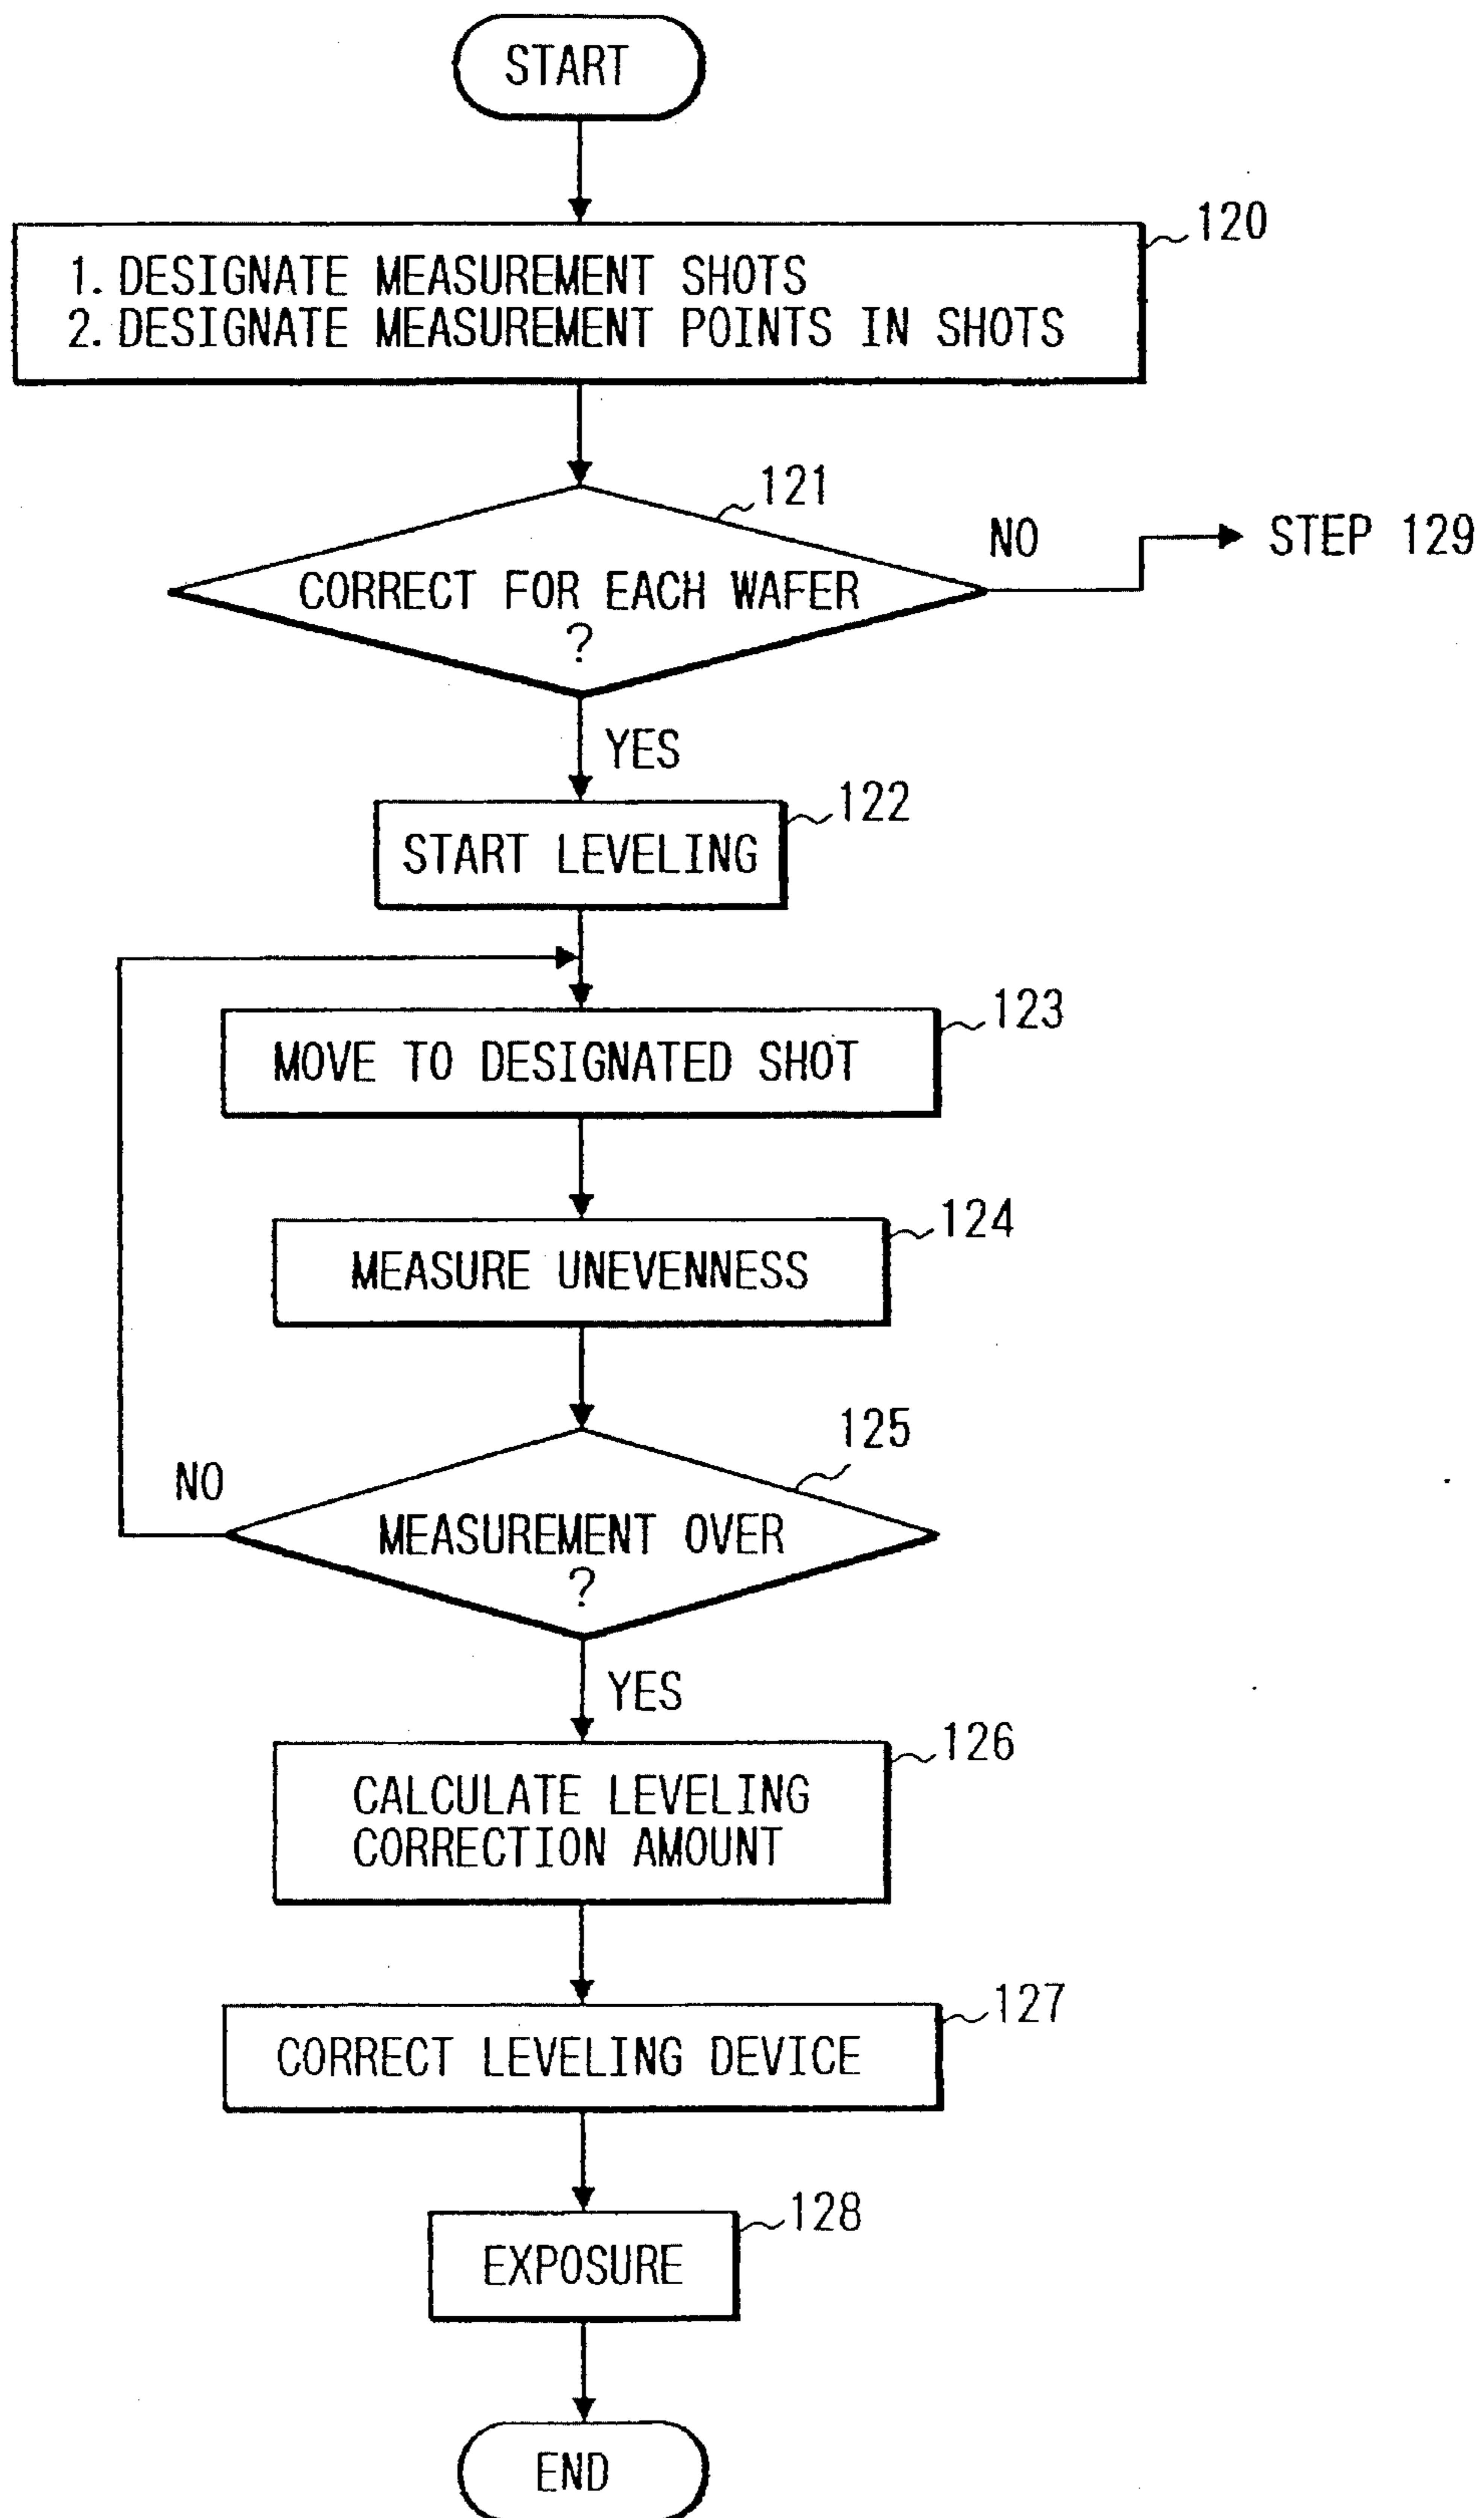 START
120
1. DESIGNATE MEASUREMENT SHOTS
2. DESIGNATE MEASUREMENT POINTS IN SHOTS
121
NO
STEP 129
CORRECT FOR EACH WAFER
?
YES
122
START LEVELING
123
MOVE TO DESIGNATED SHOT
124
MEASURE UNEVENNESS
125
NO
MEASUREMENT OVER
?
YES
126
CALCULATE LEVELING
CORRECTION AMOUNT
127
CORRECT LEVELING DEVICE
128
EXPOSURE
END